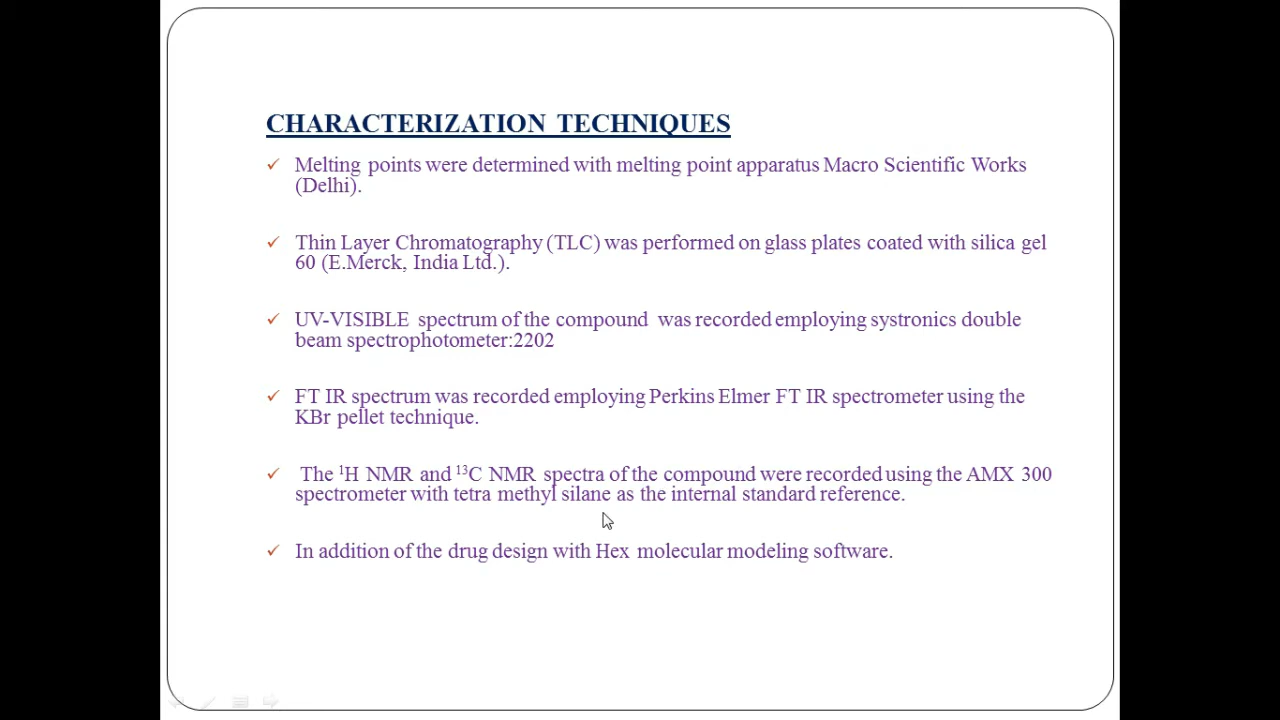 CHARACTERIZATION TECHNIQUES
✓ Melting points were determined with melting point apparatus Macro Scientific Works
(Delhi).
✓ Thin Layer Chromatography (TLC) was performed on glass plates coated with silica gel
60 (E.Merck, India Ltd.).
✓ UV-VISIBLE spectrum of the compound was recorded employing systronics double
beam spectrophotometer:2202
✓ FT IR spectrum was recorded employing Perkins Elmer FT IR spectrometer using the
KBr pellet technique.
✓ The ¹H NMR and ¹³C NMR spectra of the compound were recorded using the AMX 300
spectrometer with tetra methyl silane as the internal standard reference.
✓ In addition of the drug design with Hex molecular modeling software.